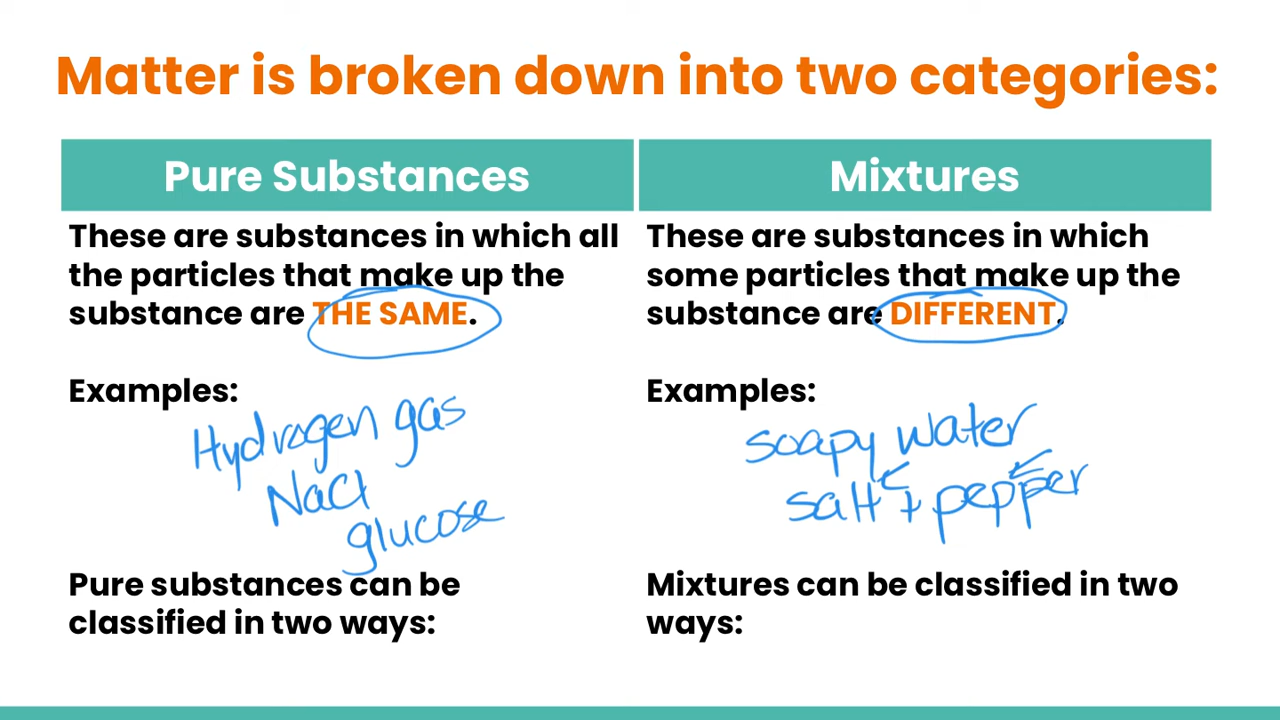 Matter is broken down into two categories:
Pure Substances
These are substances in which all
the particles that make up the
substance are THE SAME.
Examples:
Hydrogen gas
NaCl
glucose
Pure substances can be
classified in two ways:
Mixtures
These are substances in which
some particles that make up the
substance are DIFFERENT.
Examples:
soapy water
salt + pepper
Mixtures can be classified in two
ways: